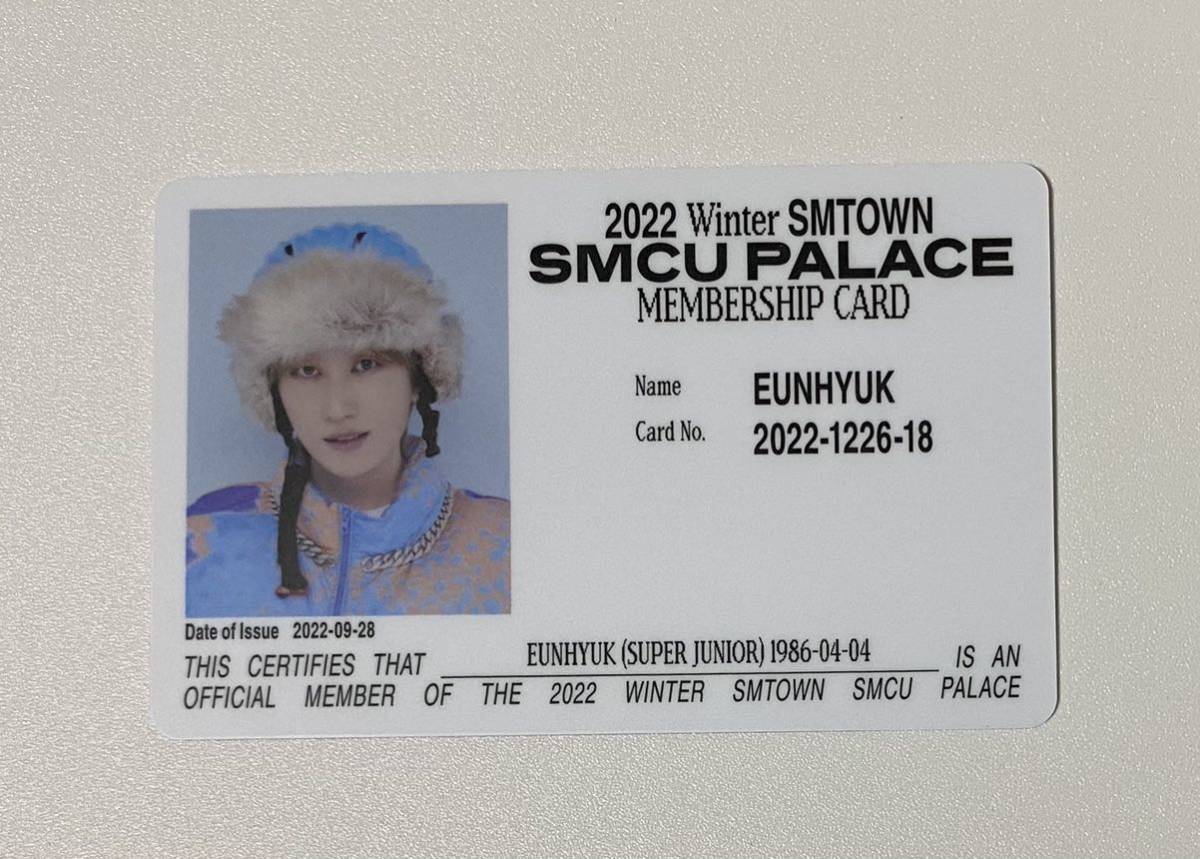 2022 Winter SMTOWN
SMCU PALACE
MEMBERSHIP CARD
Name EUNHYUK
Card No. 2022-1226-18
Date of Issue 2022-09-28
THIS CERTIFIES THAT EUNHYUK (SUPER JUNIOR) 1986-04-04 IS AN
OFFICIAL MEMBER OF THE 2022 WINTER SMTOWN SMCU PALACE